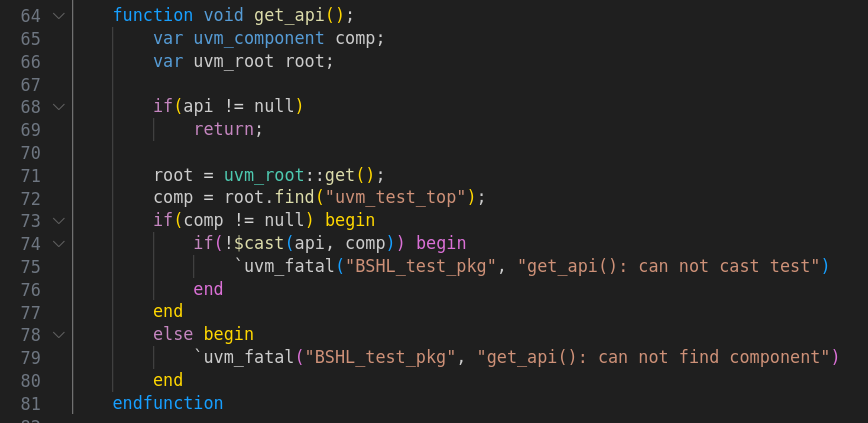 64 function void get_api();
65 var uvm_component comp;
66 var uvm_root root;
67
68 if(api != null)
69 return;
70
71 root = uvm_root::get();
72 comp = root.find("uvm_test_top");
73 if(comp != null) begin
74 if(!$cast(api, comp)) begin
75 `uvm_fatal("BSHL_test_pkg", "get_api(): can not cast test")
76 end
77 end
78 else begin
79 `uvm_fatal("BSHL_test_pkg", "get_api(): can not find component")
80 end
81 endfunction